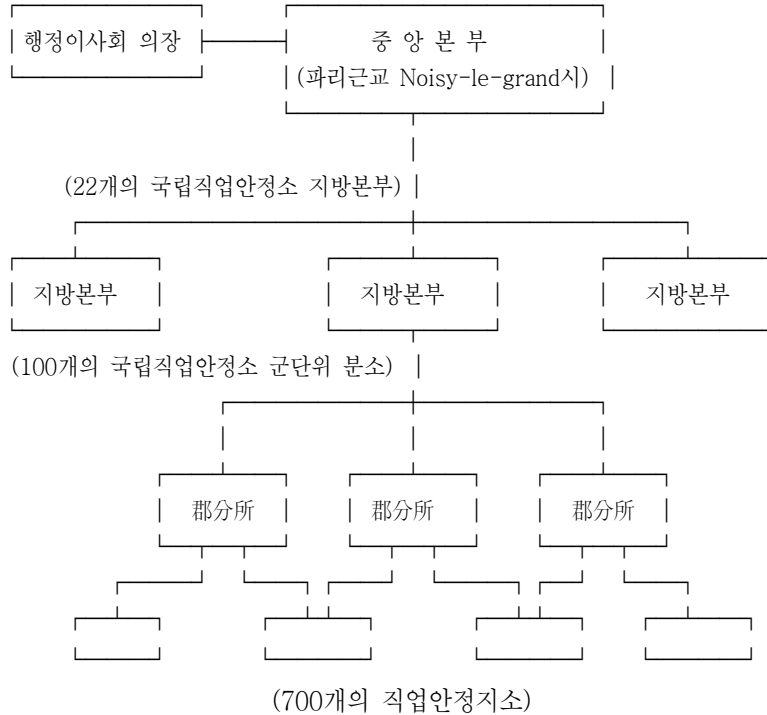 행정이사회 의장
중 앙 본 부
(파리근교 Noisy-le-grand시)
(22개의 국립직업안정소 지방본부)
지방본부 지방본부 지방본부
(100개의 국립직업안정소 군단위 분소)
郡分所 郡分所 郡分所
(700개의 직업안정지소)